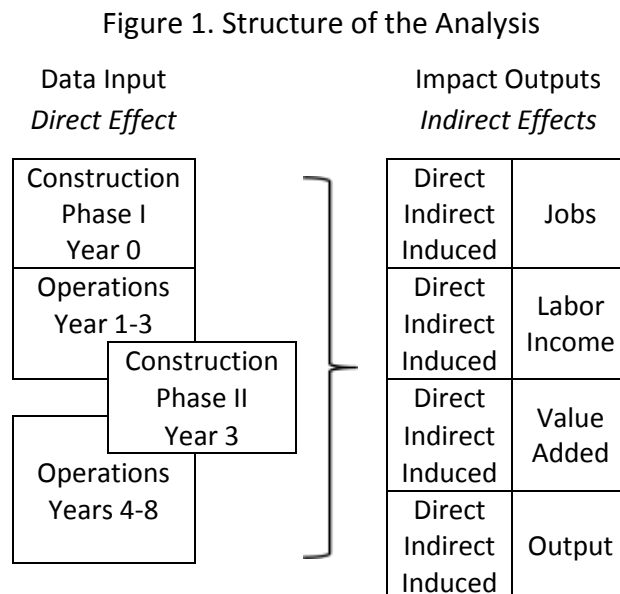 Figure 1. Structure of the Analysis
Data Input
Direct Effect
Construction
Phase I
Year 0
Operations
Year 1-3
Construction
Phase II
Year 3
Operations
Years 4-8
Impact Outputs
Indirect Effects
Direct
Indirect
Induced
Jobs
Direct
Indirect
Induced
Labor
Income
Direct
Indirect
Induced
Value
Added
Direct
Indirect
Induced
Output